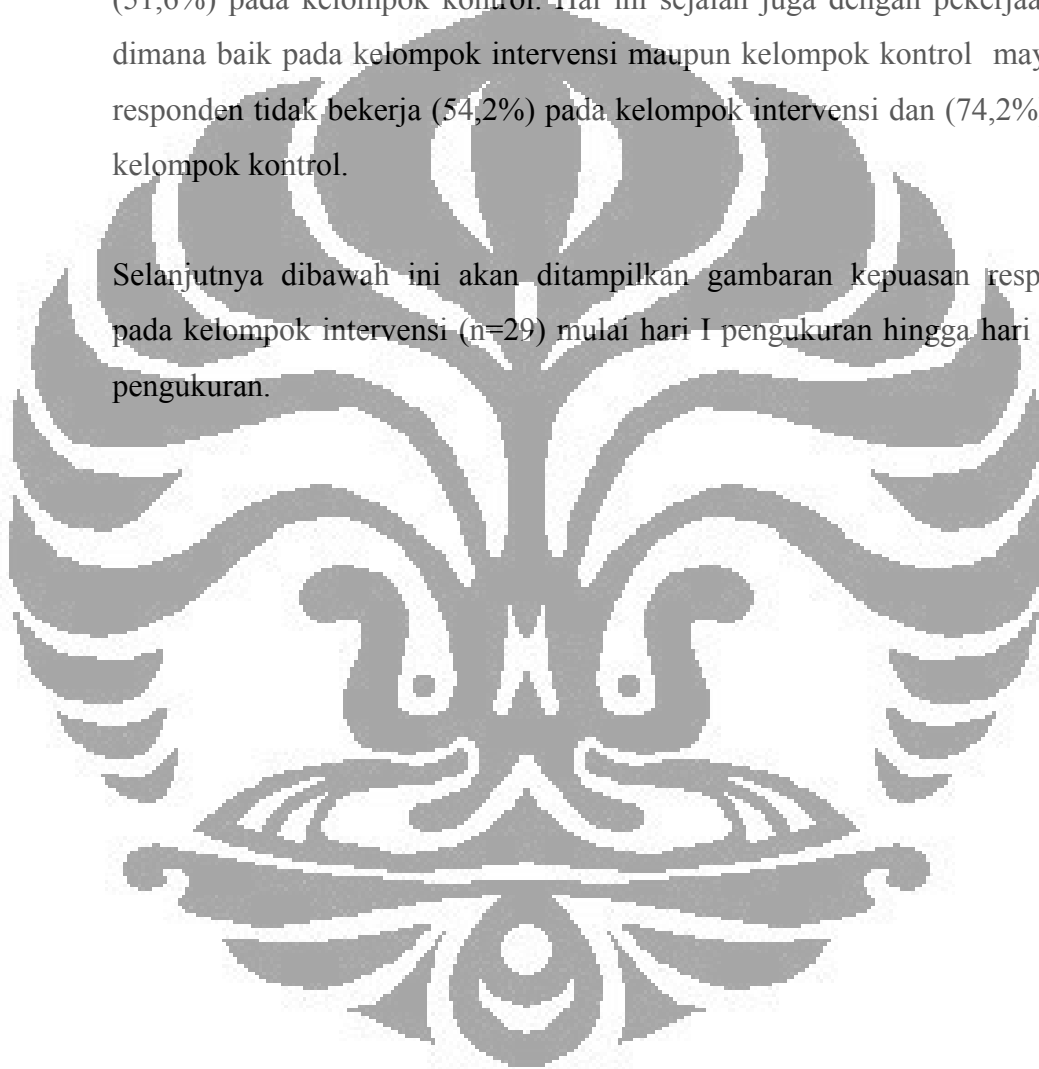 (51,6%) pada kelompok kontrol. Hal ini sejalan juga dengan pekerjaa
dimana baik pada kelompok intervensi maupun kelompok kontrol may
responden tidak bekerja (54,2%) pada kelompok intervensi dan (74,2%
kelompok kontrol.
Selanjutnya dibawah ini akan ditampilkan gambaran kepuasan resp
pada kelompok intervensi (n=29) mulai hari I pengukuran hingga hari
pengukuran.